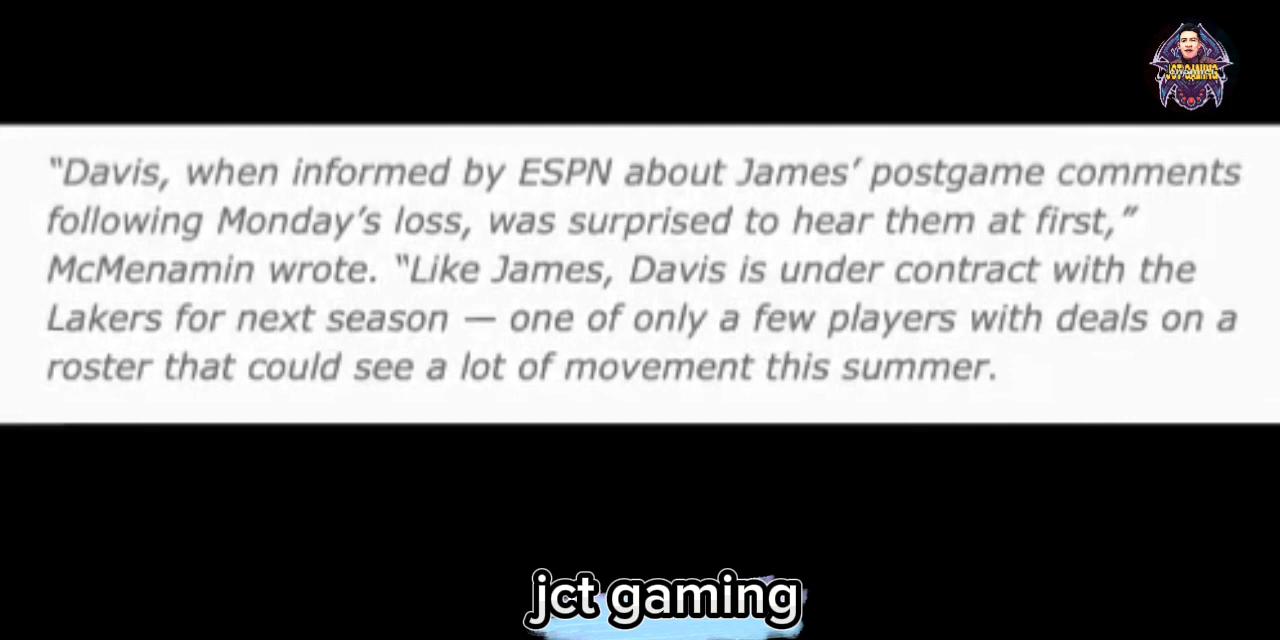 JCT GAMING
“Davis, when informed by ESPN about James’ postgame comments
following Monday’s loss, was surprised to hear them at first,”
McMenamin wrote. “Like James, Davis is under contract with the
Lakers for next season — one of only a few players with deals on a
roster that could see a lot of movement this summer.
jct gaming